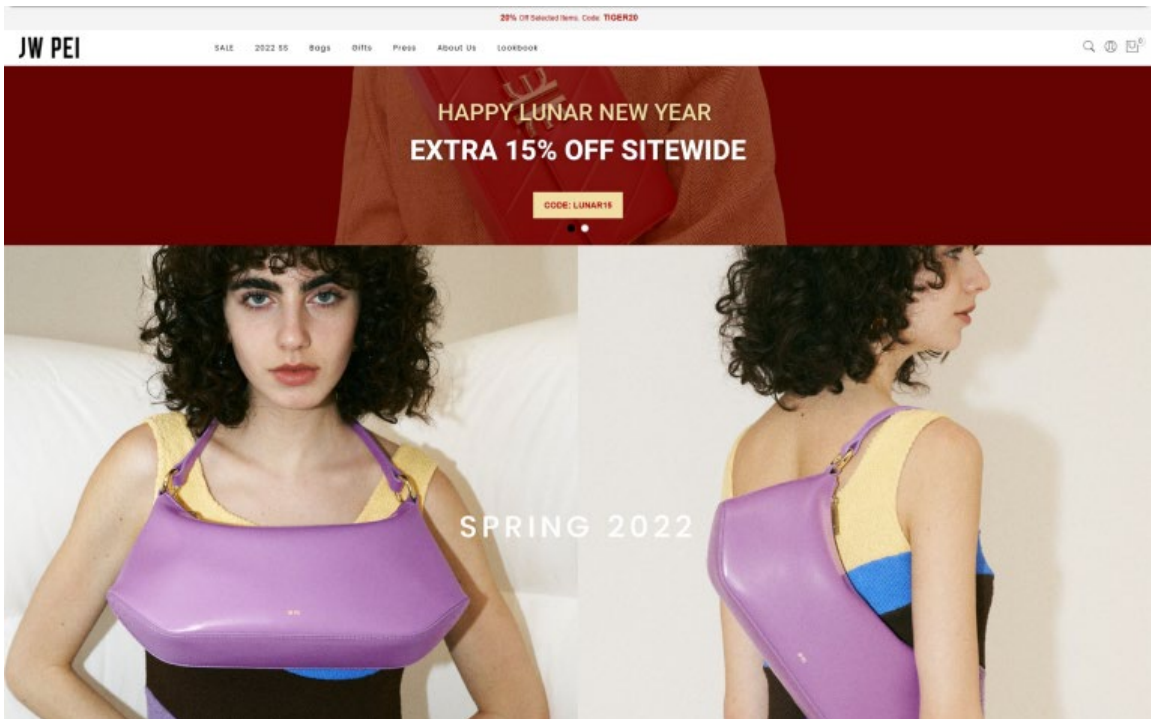 20% Off Selected Items. Code: TIGER20
JW PEI
SALE 2022 SS Bags Gifts Press About Us Lookbook
0
HAPPY LUNAR NEW YEAR
EXTRA 15% OFF SITEWIDE
CODE: LUNAR15
SPRING 2022